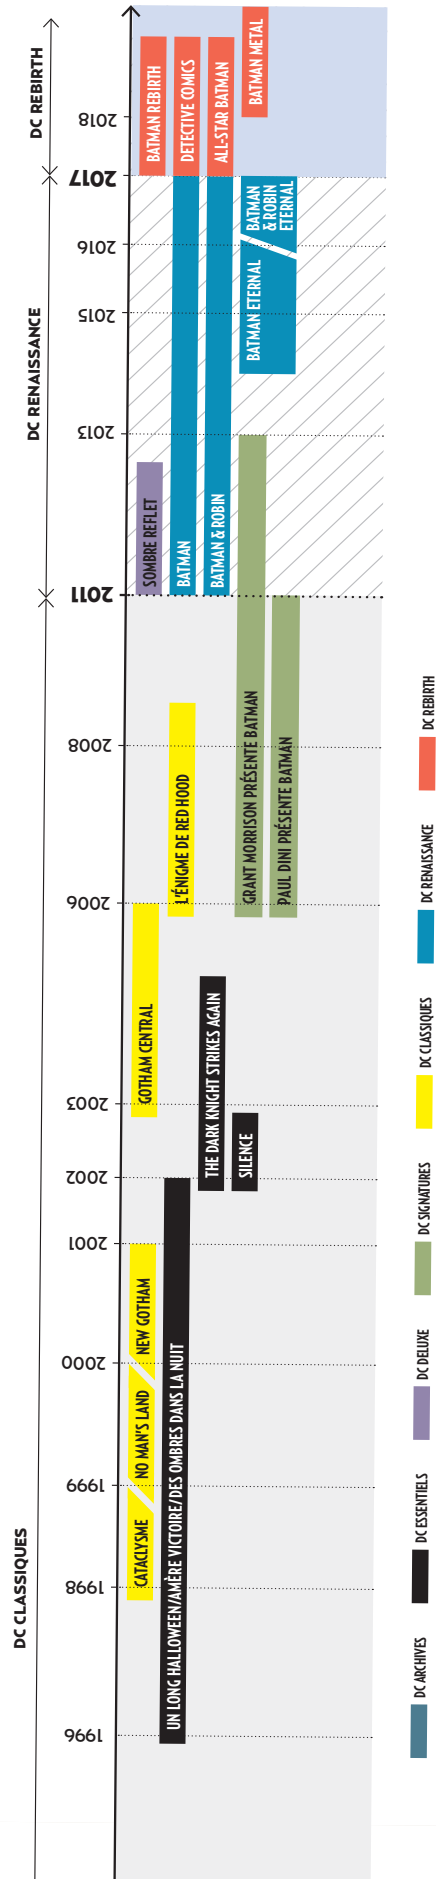 DC REBIRTH
DC RENAISSANCE
DC CLASSIQUES
2018
2017
2016
2015
2013
2011
2008
2006
2003
2002
2001
2000
1999
1998
1996
BATMAN REBIRTH
DETECTIVE COMICS
ALL-STAR BATMAN
BATMAN METAL
BATMAN
& ROBIN
ETERNAL
BATMAN ETERNAL
SOMBRE REFLET
BATMAN
BATMAN & ROBIN
GRANT MORRISON PRÉSENTE BATMAN
PAUL DINI PRÉSENTE BATMAN
L'ÉNIGME DE RED HOOD
GOTHAM CENTRAL
THE DARK KNIGHT STRIKES AGAIN
SILENCE
NEW GOTHAM
NO MAN'S LAND
CATACLYSME
UN LONG HALLOWEEN/AMÈRE VICTOIRE/DES OMBRES DANS LA NUIT
DC ARCHIVES
DC ESSENTIELS
DC DELUXE
DC SIGNATURES
DC CLASSIQUES
DC RENAISSANCE
DC REBIRTH